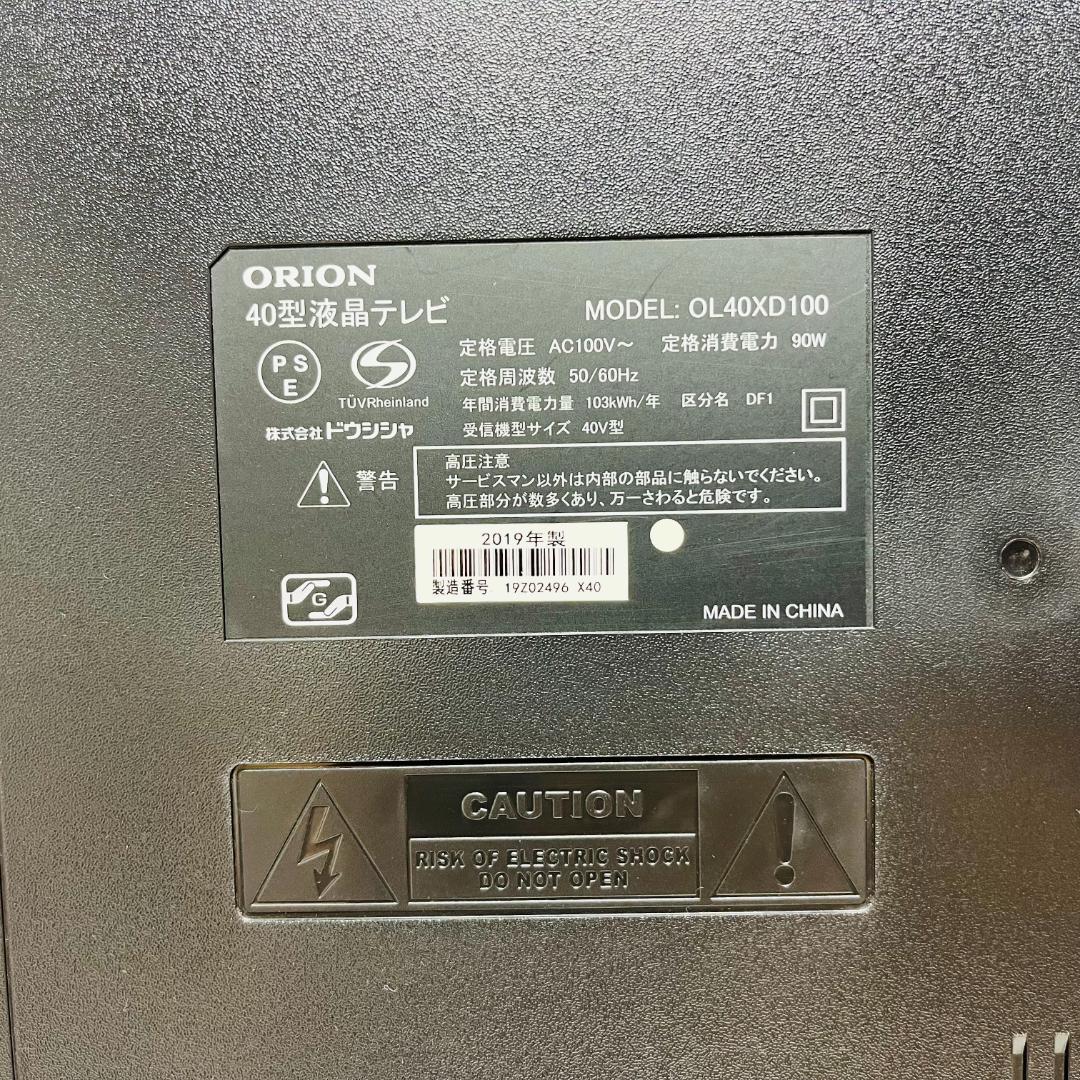 ORION
40型液晶テレビ MODEL: OL40XD100
PS
E
TÜVRheinland
定格電圧 AC100V～ 定格消費電力 90W
定格周波数 50/60Hz
年間消費電力量 103kWh/年 区分名 DF1
受信機型サイズ 40V型
株式会社ドウシシャ
警告
高圧注意
サービスマン以外は内部の部品に触らないでください。
高圧部分が数多くあり、万一さわると危険です。
2019年製
製造番号 19Z02496 X40
G
MADE IN CHINA
CAUTION
RISK OF ELECTRIC SHOCK
DO NOT OPEN